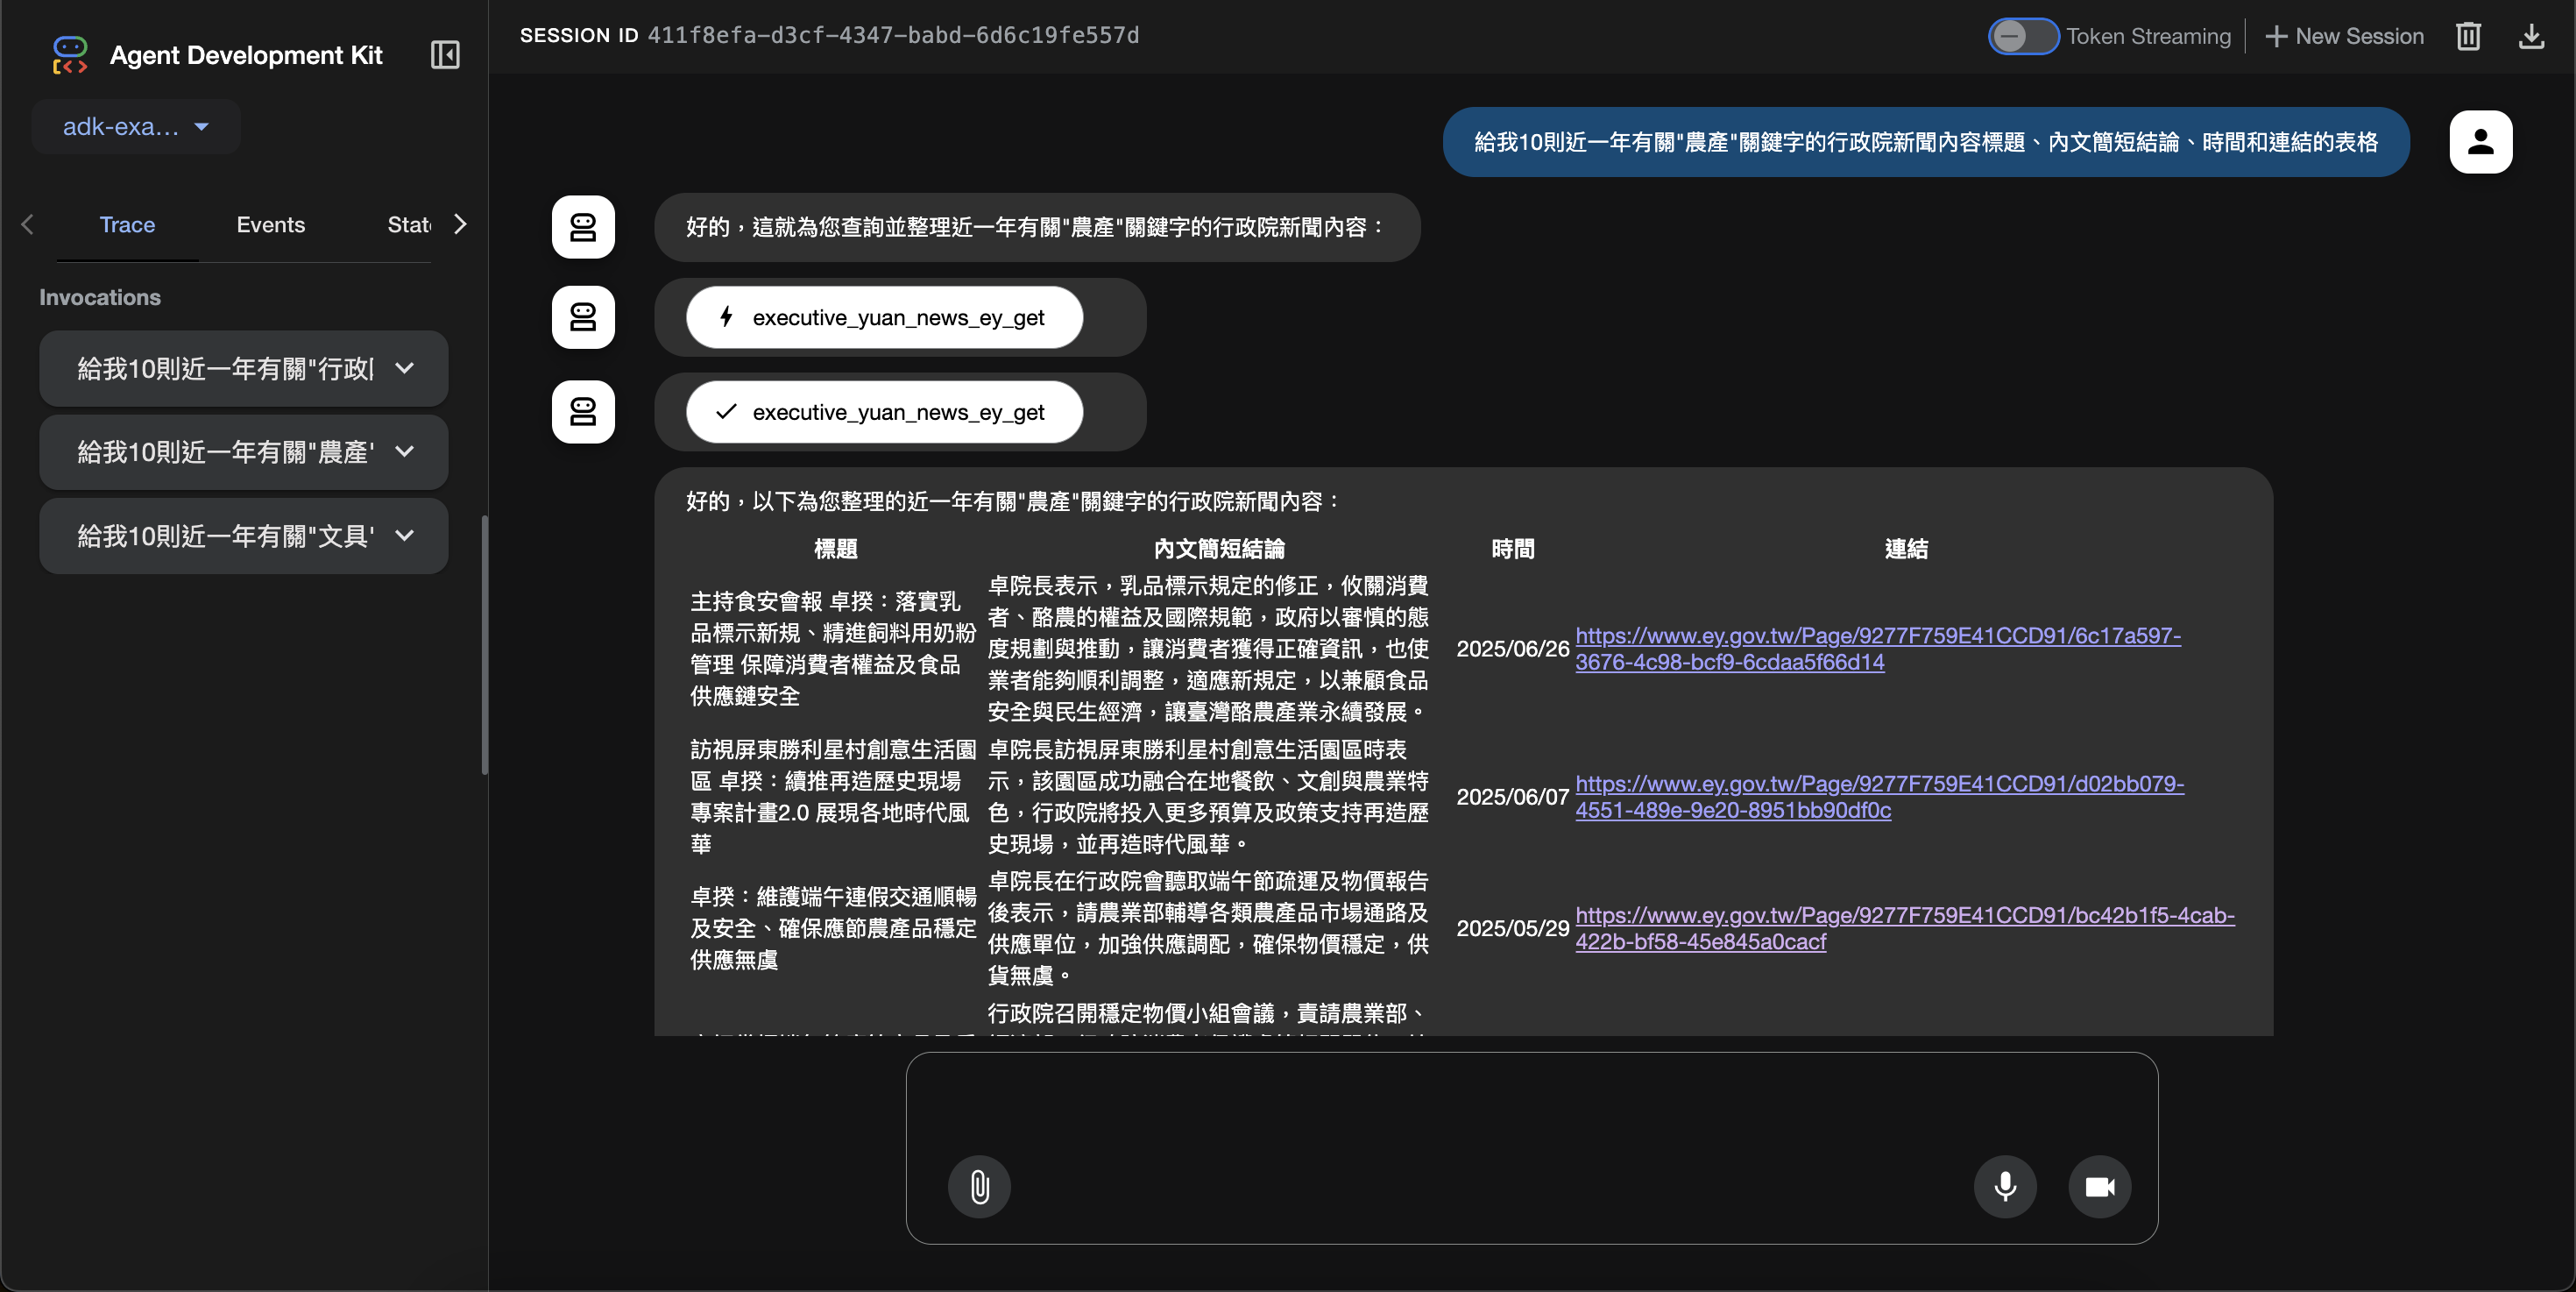 Agent Development Kit
adk-exa...
Trace
Events
Stat
Invocations
給我10則近一年有關"行政
給我10則近一年有關"農產"
給我10則近一年有關"文具"
SESSION ID 411f8efa-d3cf-4347-babd-6d6c19fe557d
Token Streaming
New Session
給我10則近一年有關"農產"關鍵字的行政院新聞內容標題、內文簡短結論、時間和連結的表格
好的，這就為您查詢並整理近一年有關"農產"關鍵字的行政院新聞內容：
executive_yuan_news_ey_get
executive_yuan_news_ey_get
好的，以下為您整理的近一年有關"農產"關鍵字的行政院新聞內容：
標題
內文簡短結論
時間
連結
主持食安會報 卓揆：落實乳
品標示新規、精進飼料用奶粉
管理 保障消費者權益及食品
供應鏈安全
卓院長表示，乳品標示規定的修正，攸關消費
者、酪農的權益及國際規範，政府以審慎的態
度規劃與推動，讓消費者獲得正確資訊，也使
業者能夠順利調整，適應新規定，以兼顧食品
安全與民生經濟，讓臺灣酪農產業永續發展。
2025/06/26
https://www.ey.gov.tw/Page/9277F759E41CCD91/6c17a597-
3676-4c98-bcf9-6cdaa5f66d14
訪視屏東勝利星村創意生活園
區 卓揆：續推再造歷史現場
專案計畫2.0 展現各地時代風
華
卓院長訪視屏東勝利星村創意生活園區時表
示，該園區成功融合在地餐飲、文創與農業特
色，行政院將投入更多預算及政策支持再造歷
史現場，並再造時代風華。
2025/06/07
https://www.ey.gov.tw/Page/9277F759E41CCD91/d02bb079-
4551-489e-9e20-8951bb90df0c
卓揆：維護端午連假交通順暢
及安全、確保應節農產品穩定
供應無虞
卓院長在行政院會聽取端午節疏運及物價報告
後表示，請農業部輔導各類農產品市場通路及
供應單位，加強供應調配，確保物價穩定，供
貨無虞。
2025/05/29
https://www.ey.gov.tw/Page/9277F759E41CCD91/bc42b1f5-4cab-
422b-bf58-45e845a0cacf
行政院召開穩定物價小組會議，責請農業部、